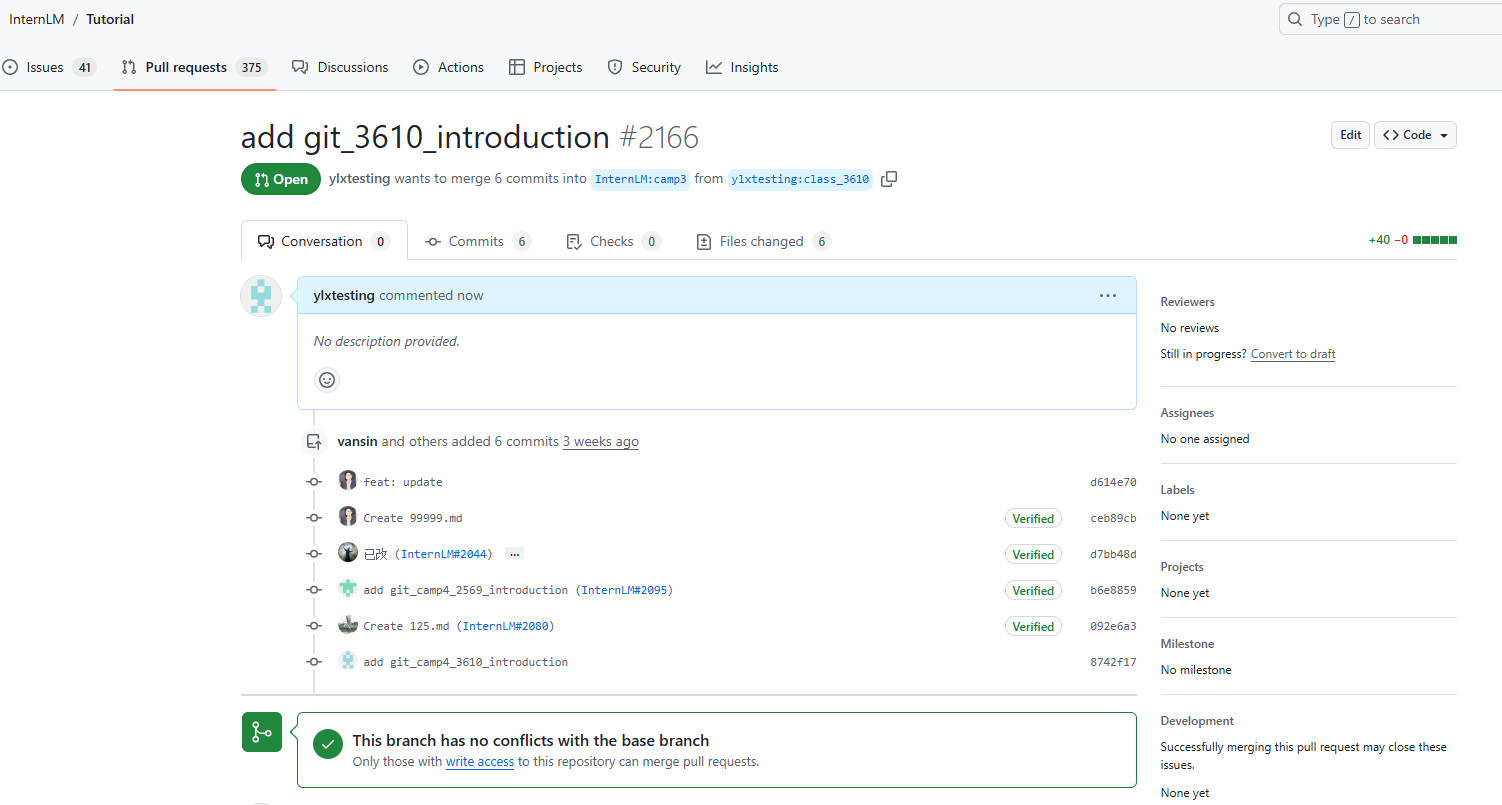 InternLM / Tutorial
Type / to search
Issues 41 Pull requests 375 Discussions Actions Projects Security Insights
add git_3610_introduction #2166
Edit <> Code
Open ylxtesting wants to merge 6 commits into InternLM:camp3 from ylxtesting:class_3610
Conversation 0 Commits 6 Checks 0 Files changed 6
+40 −0
ylxtesting commented now
No description provided.
vansin and others added 6 commits 3 weeks ago
feat: update d614e70
Create 99999.md Verified ceb89cb
已改 (InternLM#2044) ... Verified d7bb48d
add git_camp4_2569_introduction (InternLM#2095) Verified b6e8859
Create 125.md (InternLM#2080) Verified 092e6a3
add git_camp4_3610_introduction 8742f17
This branch has no conflicts with the base branch
Only those with write access to this repository can merge pull requests.
Reviewers
No reviews
Still in progress? Convert to draft
Assignees
No one assigned
Labels
None yet
Projects
None yet
Milestone
No milestone
Development
Successfully merging this pull request may close these
issues.
None yet